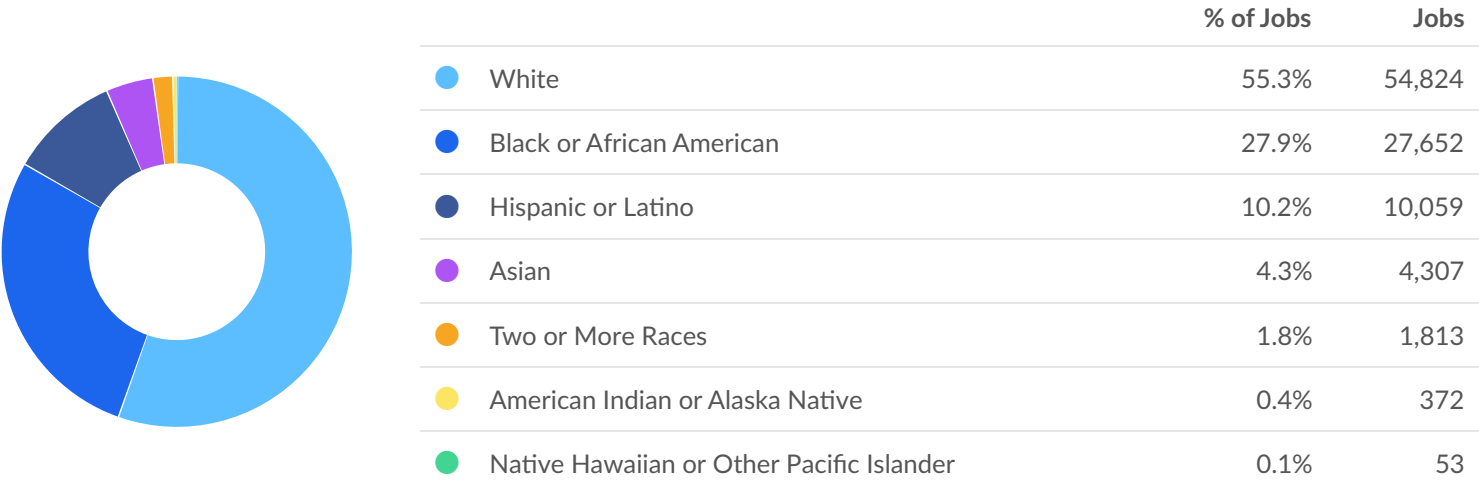 % of Jobs Jobs
White 55.3% 54,824
Black or African American 27.9% 27,652
Hispanic or Latino 10.2% 10,059
Asian 4.3% 4,307
Two or More Races 1.8% 1,813
American Indian or Alaska Native 0.4% 372
Native Hawaiian or Other Pacific Islander 0.1% 53